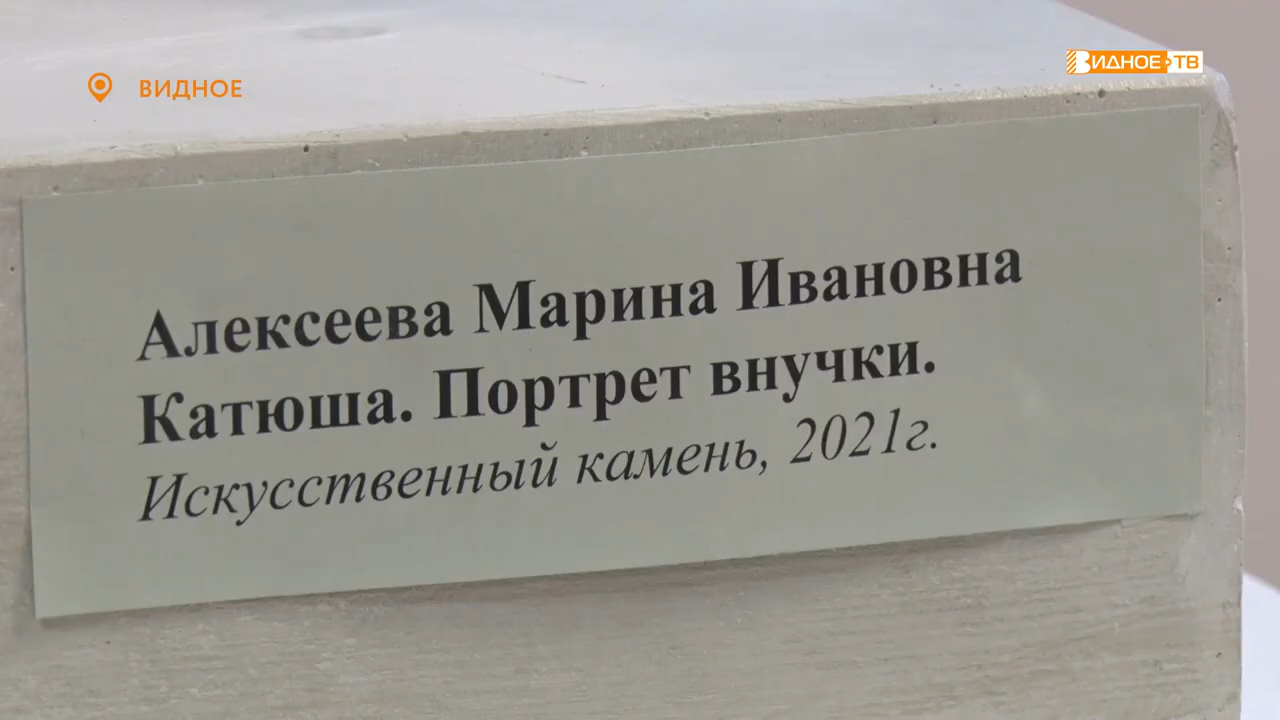 ВИДНОЕ
ВИДНОЕ ТВ
Алексеева Марина Ивановна
Катюша. Портрет внучки.
Искусственный камень, 2021г.